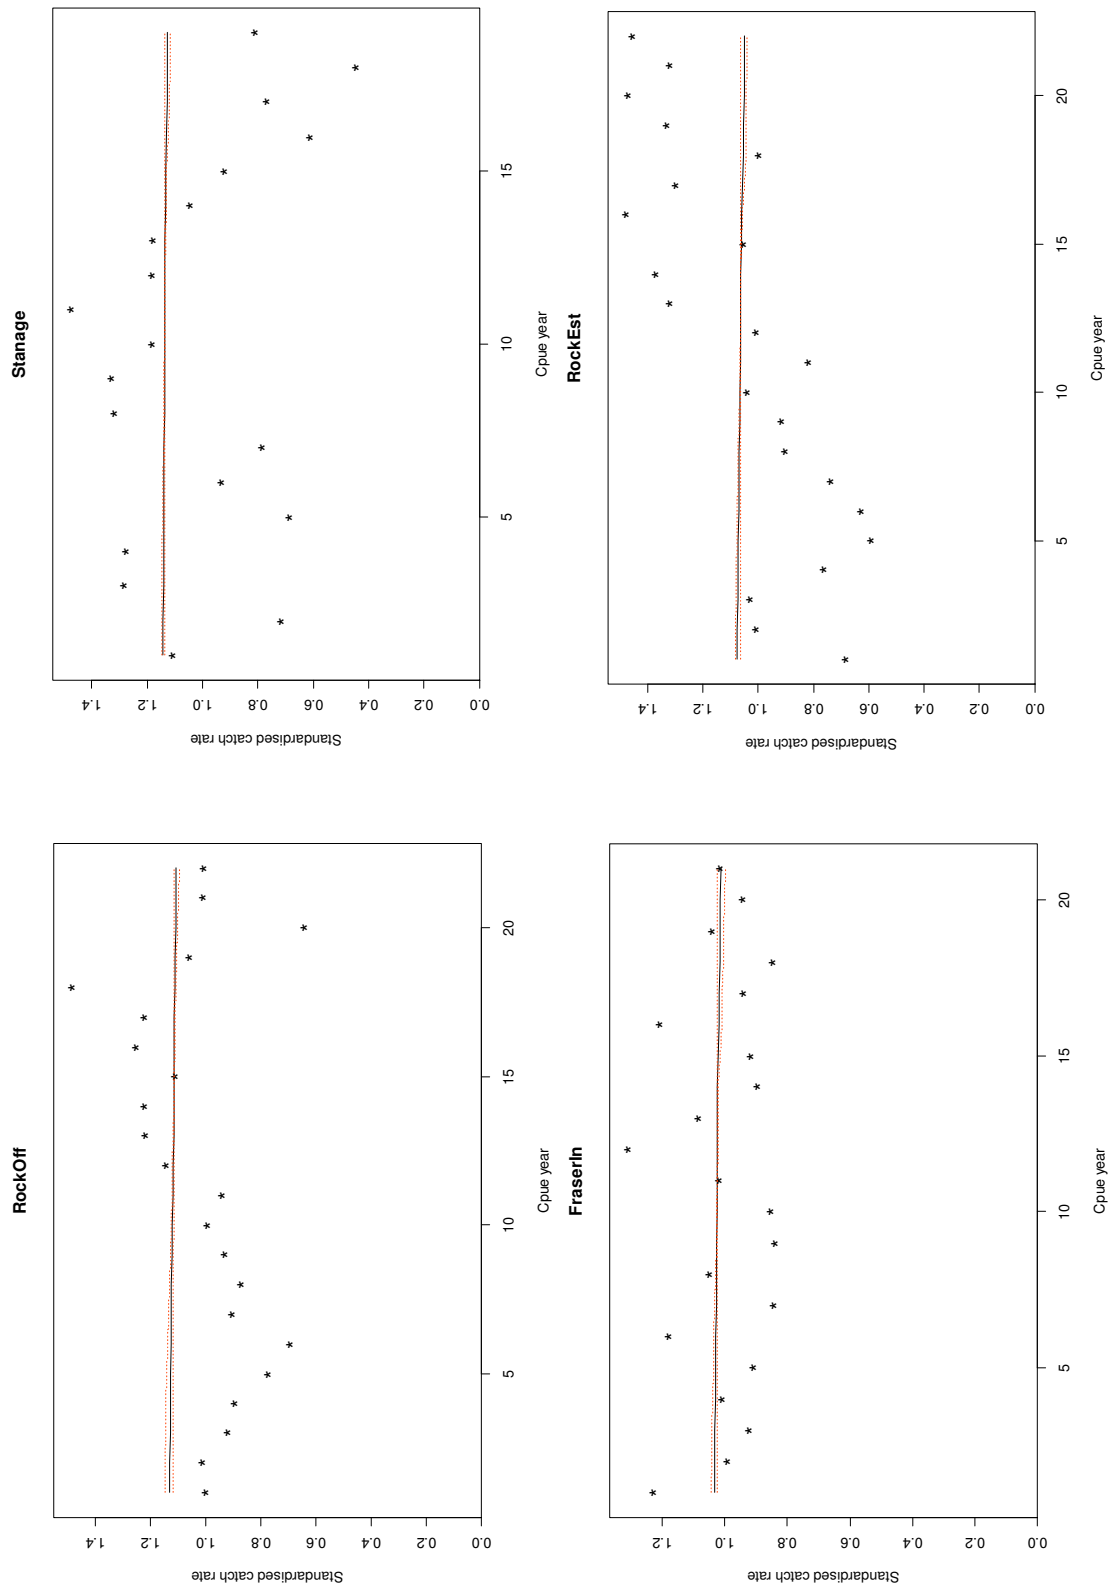 RockOff
Standardised catch rate
0.0 0.2 0.4 0.6 0.8 1.0 1.2 1.4
5 10 15 20
Cpue year
Stanage
Standardised catch rate
0.0 0.2 0.4 0.6 0.8 1.0 1.2 1.4
5 10 15
Cpue year
FraserIn
Standardised catch rate
0.0 0.2 0.4 0.6 0.8 1.0 1.2
5 10 15 20
Cpue year
RockEst
Standardised catch rate
0.0 0.2 0.4 0.6 0.8 1.0 1.2 1.4
5 10 15 20
Cpue year